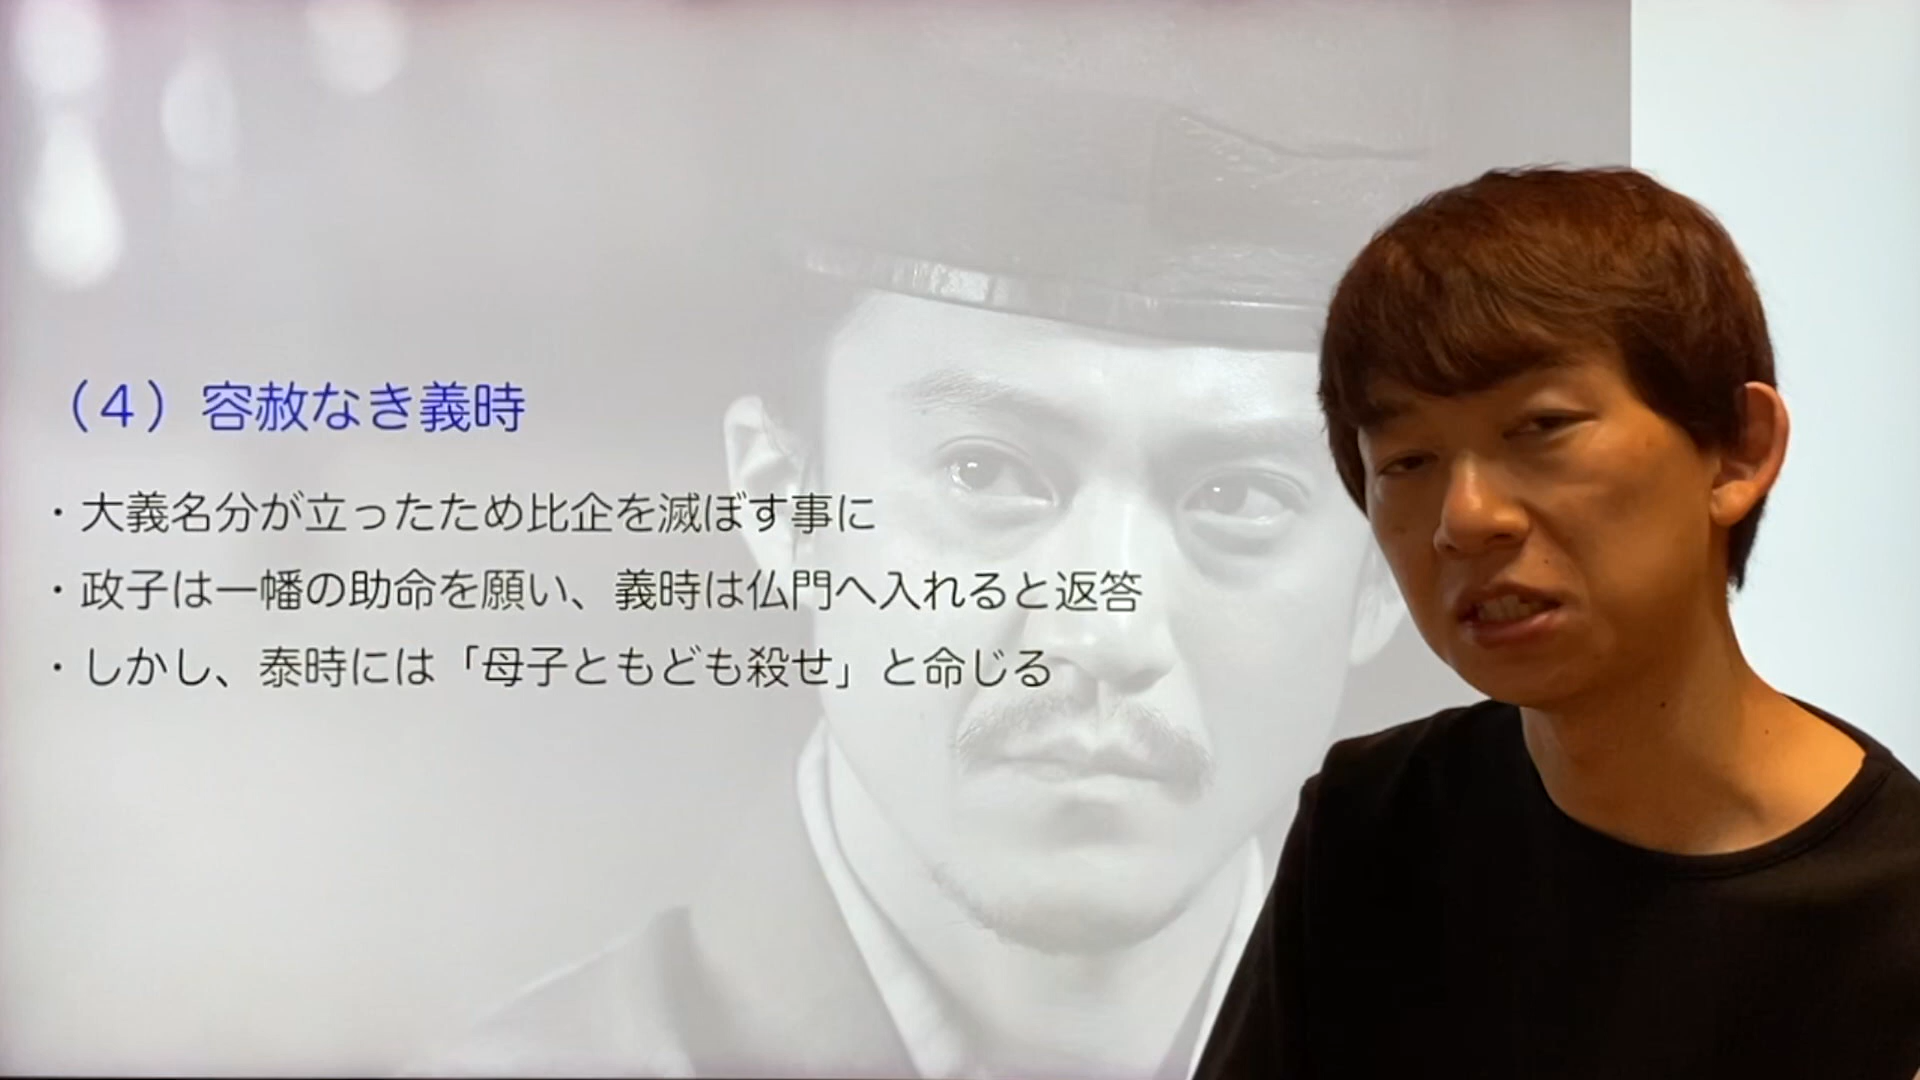 （４）容赦なき義時
・大義名分が立ったため比企を滅ぼす事に
・政子は一幡の助命を願い、義時は仏門へ入れると返答
・しかし、泰時には「母子ともども殺せ」と命じる